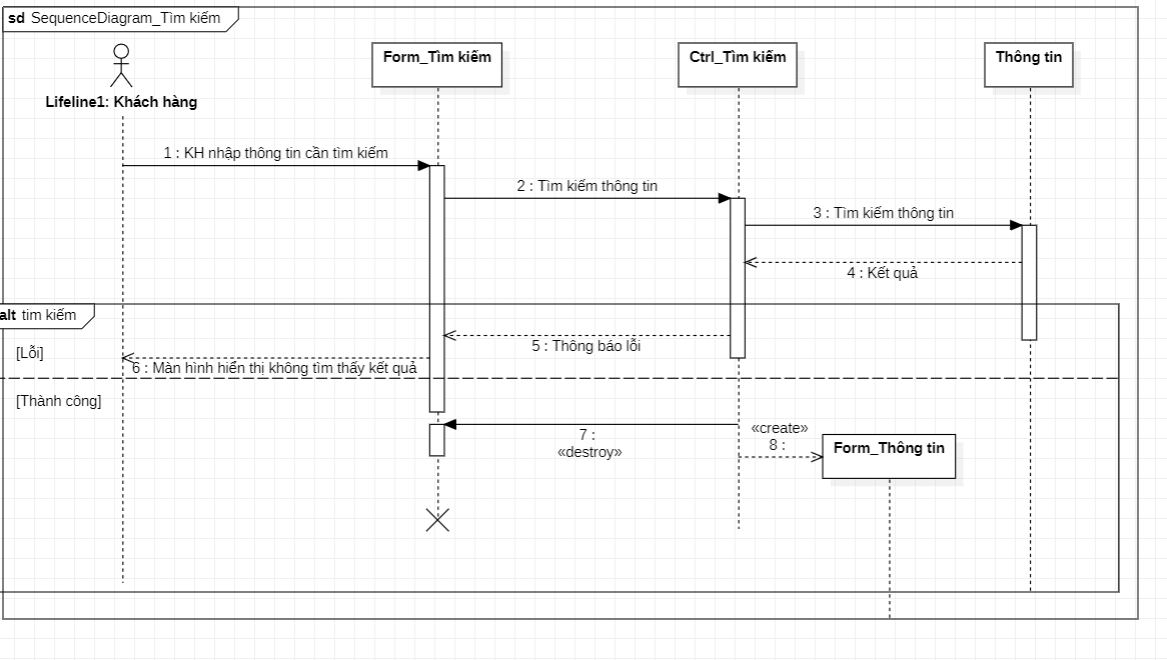 sd SequenceDiagram_Tìm kiếm
Form_Tìm kiếm
Ctrl_Tìm kiếm
Thông tin
Lifeline1: Khách hàng
1 : KH nhập thông tin cần tìm kiếm
2 : Tìm kiếm thông tin
3 : Tìm kiếm thông tin
4 : Kết quả
alt tim kiếm
5 : Thông báo lỗi
[Lỗi]
6 : Màn hình hiển thị không tìm thấy kết quả
[Thành công]
7 :
«destroy»
«create»
8 :
Form_Thông tin